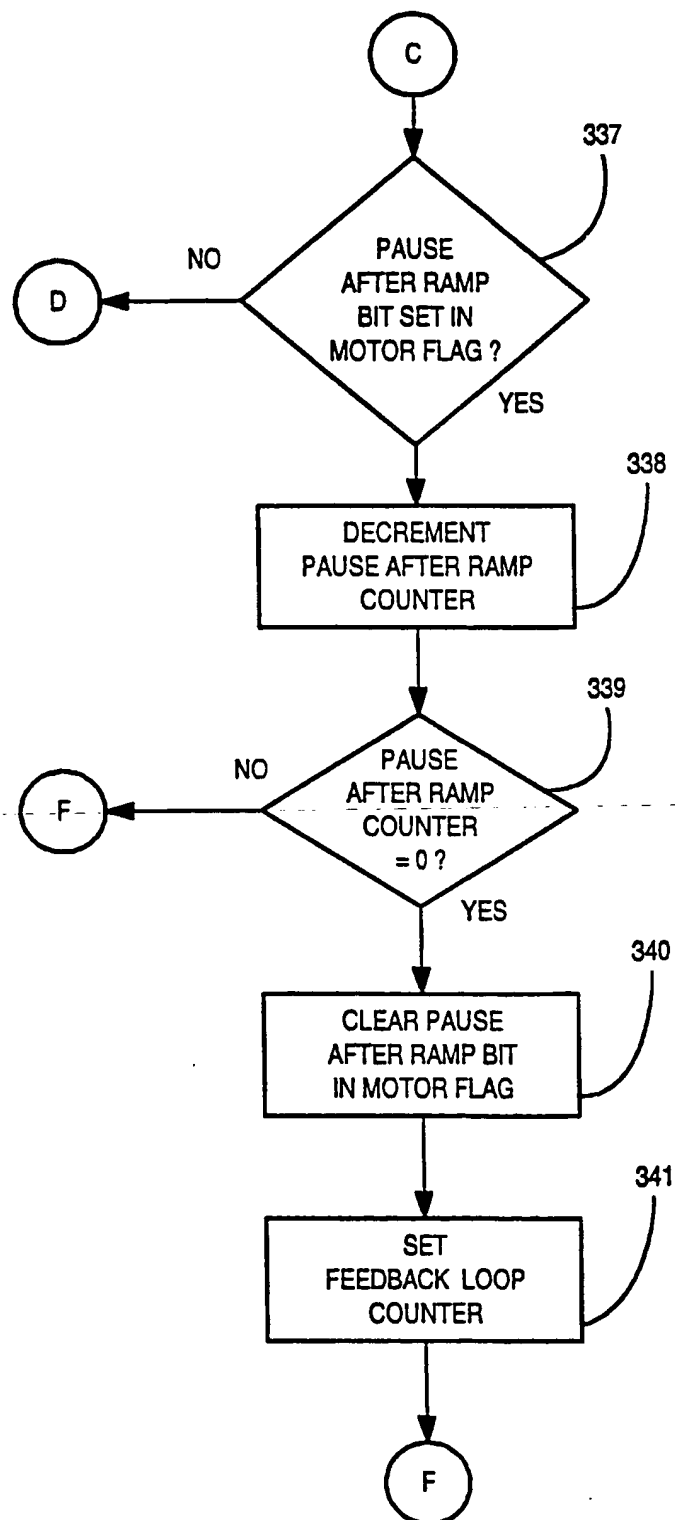 C
337
PAUSE
AFTER RAMP
BIT SET IN
MOTOR FLAG ?
NO
D
YES
338
DECREMENT
PAUSE AFTER RAMP
COUNTER
339
PAUSE
AFTER RAMP
COUNTER
= 0 ?
NO
F
YES
340
CLEAR PAUSE
AFTER RAMP BIT
IN MOTOR FLAG
341
SET
FEEDBACK LOOP
COUNTER
F